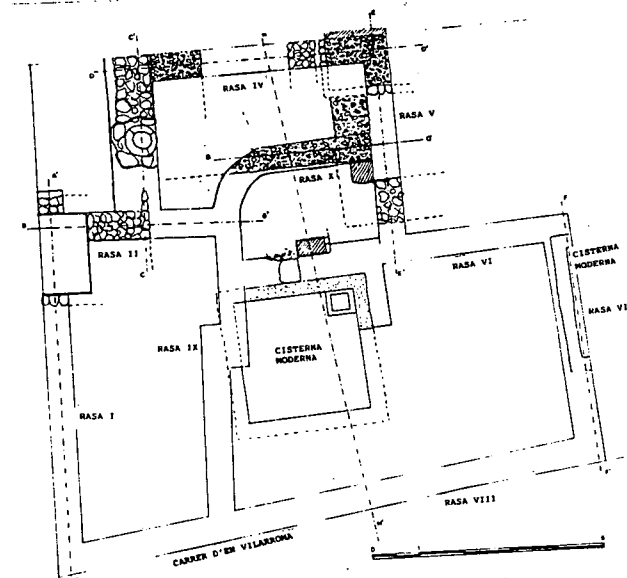 RASA IV
RASA V
RASA X
RASA II
RASA VI
CISTERNA
MODERNA
RASA VI
RASA IX
CISTERNA
MODERNA
RASA I
RASA VIII
CARRER D'EN VILARROMA